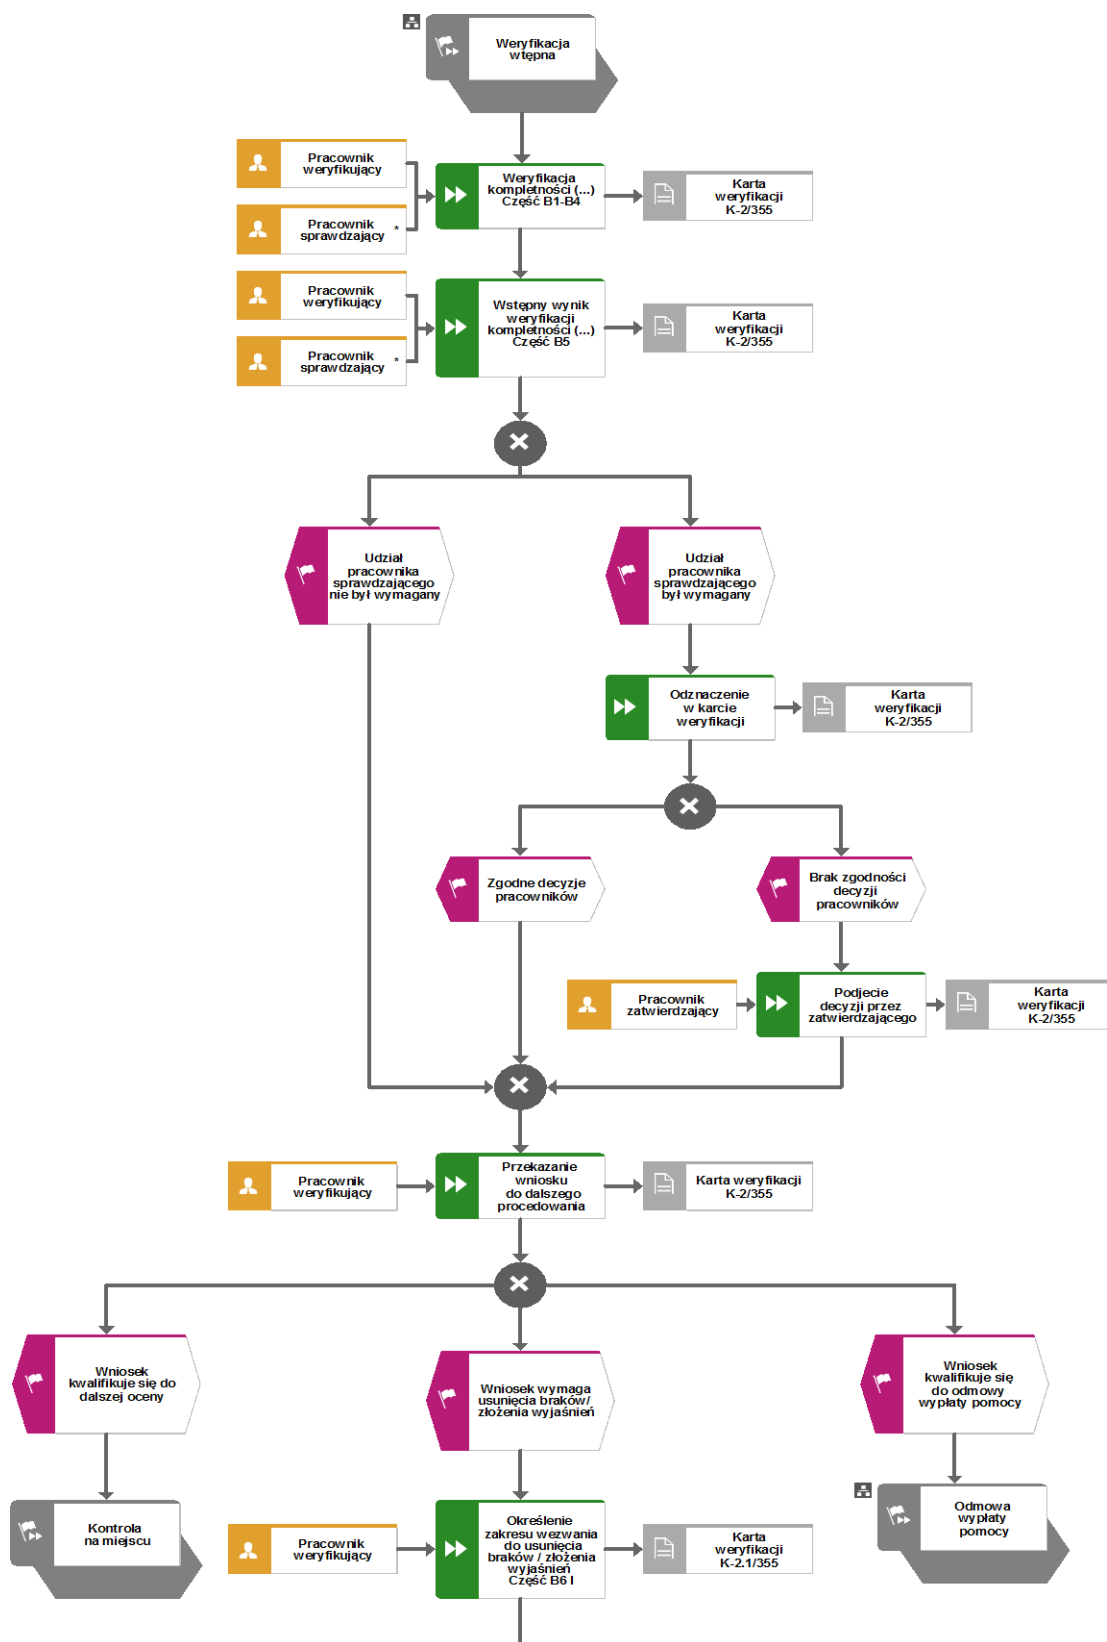 Weryfikacja
wtępna
Pracownik
weryfikujący
Weryfikacja
kompletności (...)
Część B1-B4
Karta
weryfikacji
K-2/355
Pracownik
sprawdzający *
Pracownik
weryfikujący
Wstępny wynik
weryfikacji
kompletności (...)
Część B5
Karta
weryfikacji
K-2/355
Pracownik
sprawdzający *
Udział
pracownika
sprawdzającego
nie był wymagany
Udział
pracownika
sprawdzającego
był wymagany
Odznaczenie
w karcie
weryfikacji
Karta
weryfikacji
K-2/355
Zgodne decyzje
pracowników
Brak zgodności
decyzji
pracowników
Pracownik
zatwierdzający
Podjecie
decyzji przez
zatwierdzającego
Karta
weryfikacji
K-2/355
Pracownik
weryfikujący
Przekazanie
wniosku
do dalszego
procedowania
Karta weryfikacji
K-2/355
Wniosek
kwalifikuje się do
dalszej oceny
Wniosek wymaga
usunięcia braków/
złożenia wyjaśnień
Wniosek
kwalifikuje się
do odmowy
wypłaty pomocy
Kontrola
na miejscu
Pracownik
weryfikujący
Określenie
zakresu wezwania
do usunięcia
braków / złożenia
wyjaśnień
Część B6 I
Karta
weryfikacji
K-2.1/355
Odmowa
wypłaty
pomocy